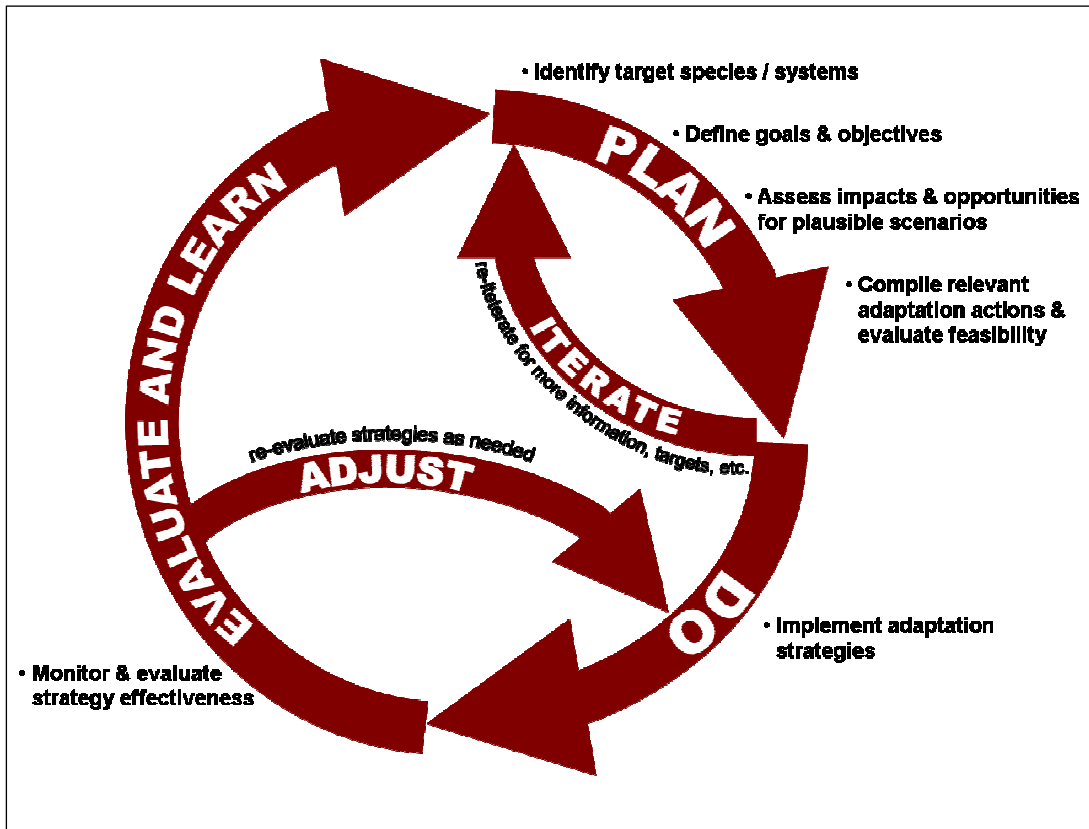 • Identify target species / systems
PLAN
• Define goals & objectives
• Assess impacts & opportunities
for plausible scenarios
• Compile relevant
adaptation actions &
evaluate feasibility
ITERATE
re-iterate for more information, targets, etc.
DO
• Implement adaptation
strategies
EVALUATE AND LEARN
• Monitor & evaluate
strategy effectiveness
re-evaluate strategies as needed
ADJUST